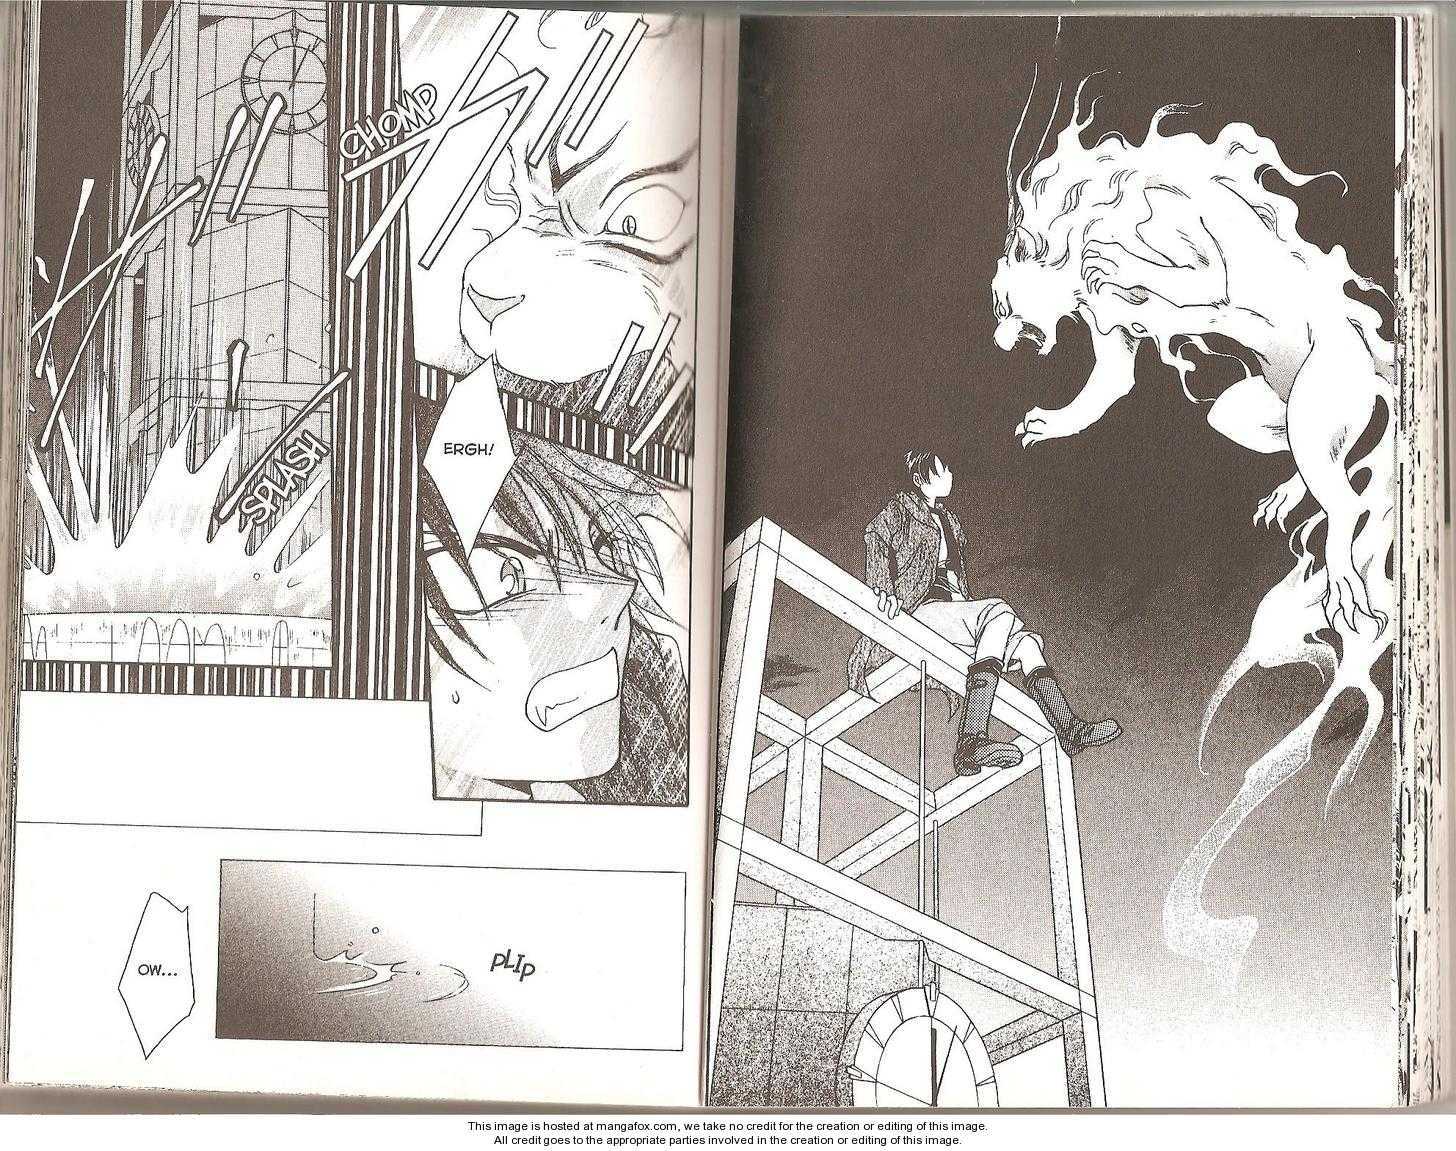 CHOMP
ERGH!
SPLASH
PLIP
OW...
This image is hosted at mangafox.com, we take no credit for the creation or editing of this image.
All credit goes to the appropriate parties involved in the creation or editing of this image.